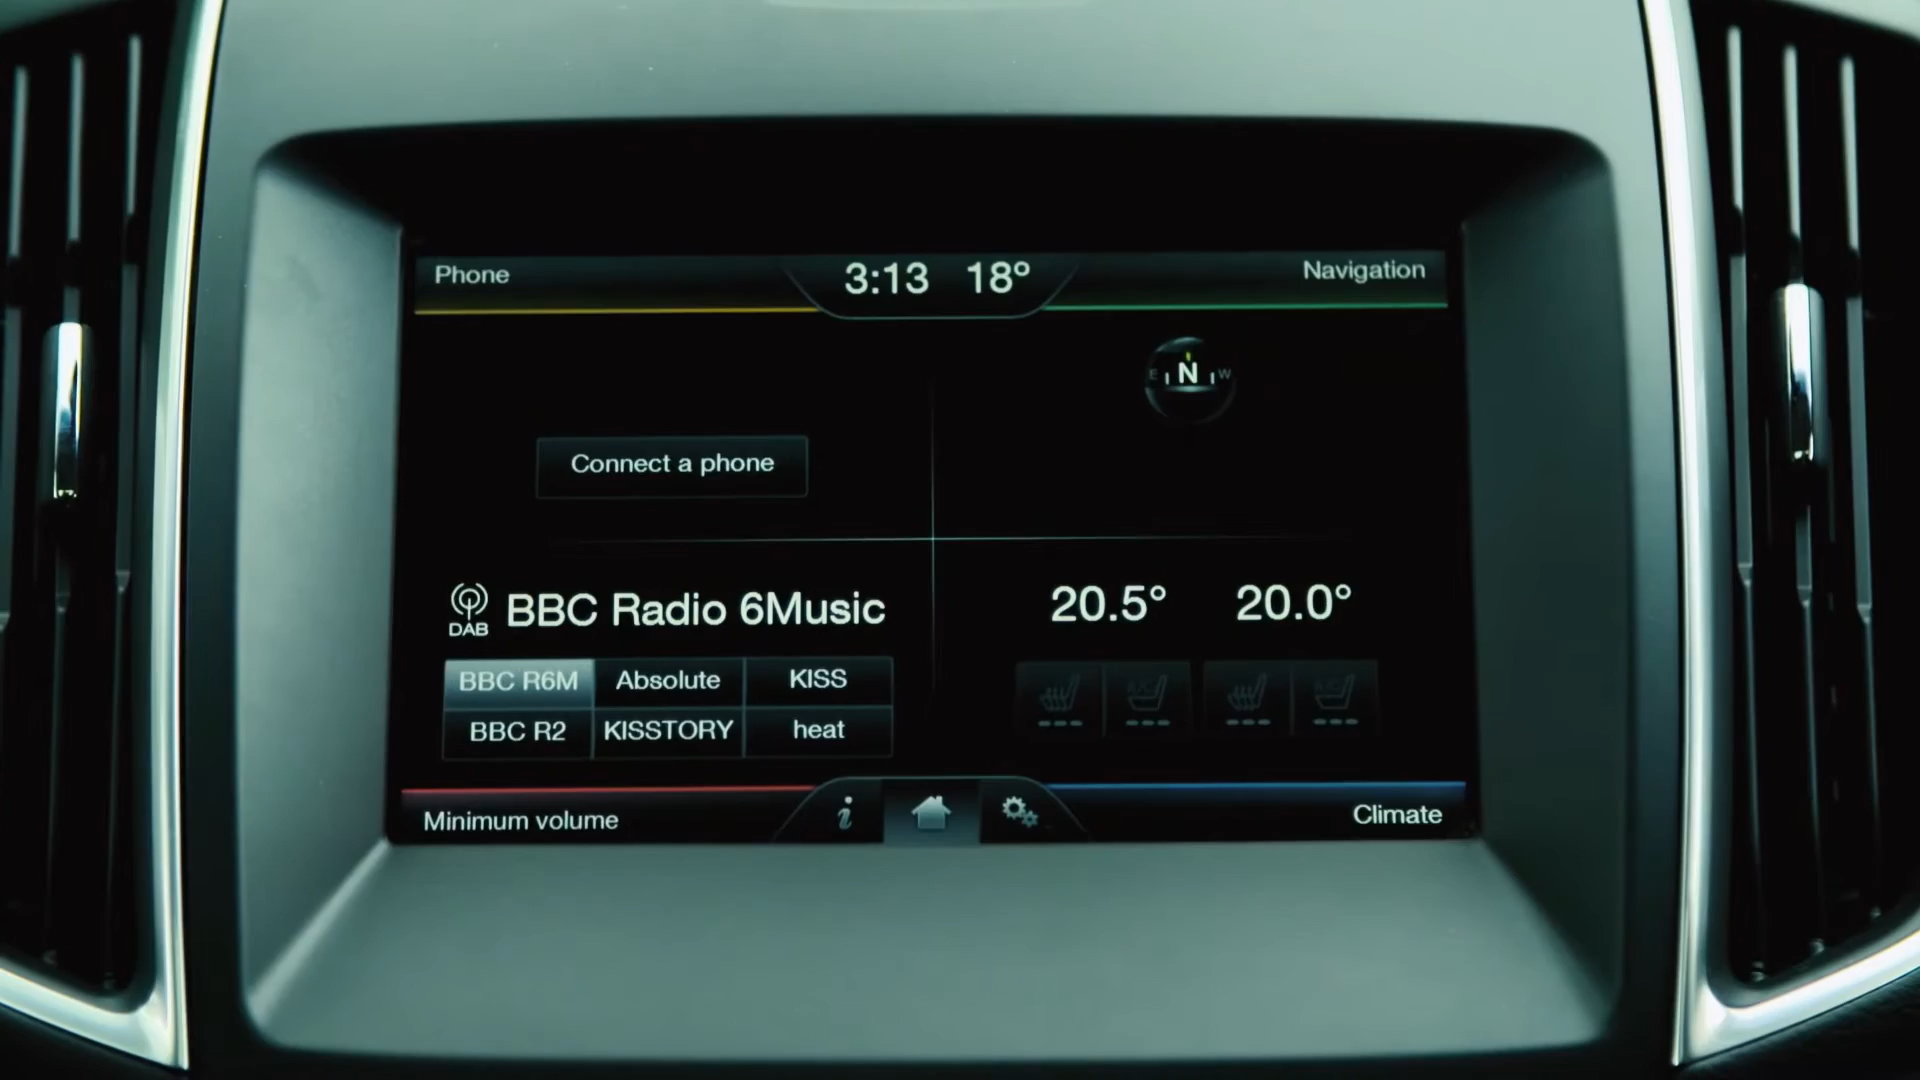 Phone 3:13 18° Navigation
E N W
Connect a phone
DAB BBC Radio 6Music 20.5° 20.0°
BBC R6M Absolute KISS
BBC R2 KISSTORY heat
Minimum volume i Climate